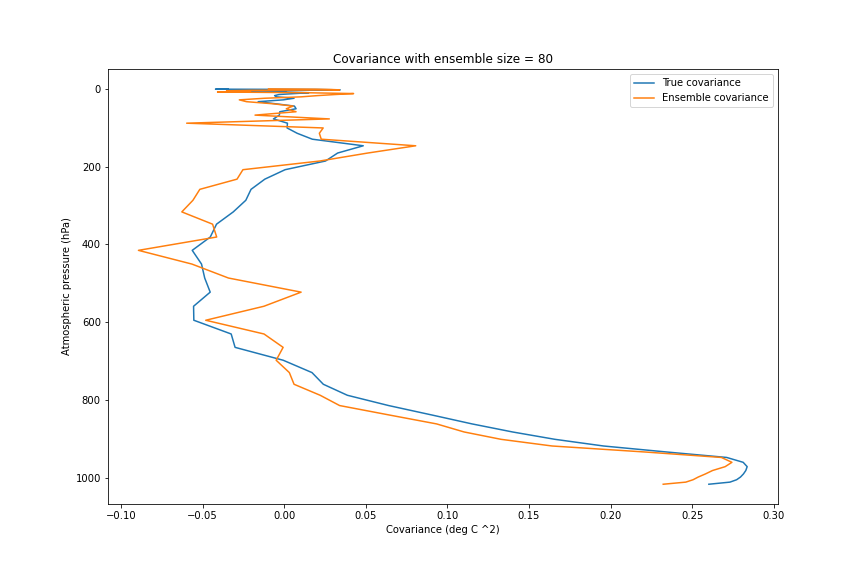 Covariance with ensemble size = 80
True covariance
Ensemble covariance
0
200
400
600
800
1000
Atmospheric pressure (hPa)
−0.10 −0.05 0.00 0.05 0.10 0.15 0.20 0.25 0.30
Covariance (deg C ^2)